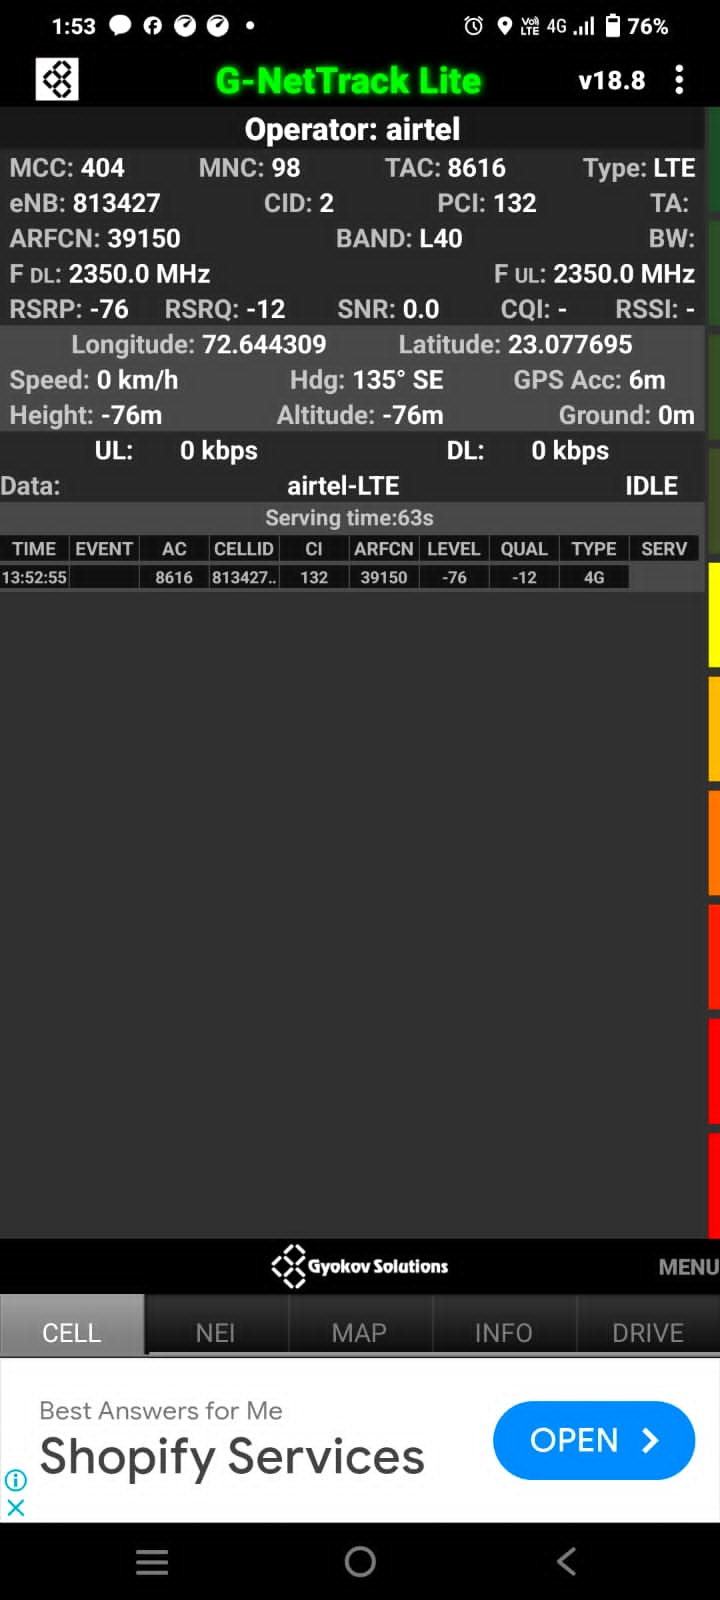 1:53 VoI) LTE 4G 76%
G-NetTrack Lite v18.8
Operator: airtel
MCC: 404 MNC: 98 TAC: 8616 Type: LTE
eNB: 813427 CID: 2 PCI: 132 TA:
ARFCN: 39150 BAND: L40 BW:
F DL: 2350.0 MHz F UL: 2350.0 MHz
RSRP: -76 RSRQ: -12 SNR: 0.0 CQI: - RSSI: -
Longitude: 72.644309 Latitude: 23.077695
Speed: 0 km/h Hdg: 135° SE GPS Acc: 6m
Height: -76m Altitude: -76m Ground: 0m
UL: 0 kbps DL: 0 kbps
Data: airtel-LTE IDLE
Serving time:63s
TIME EVENT AC CELLID CI ARFCN LEVEL QUAL TYPE SERV
13:52:55 8616 813427.. 132 39150 -76 -12 4G
Gyokov Solutions MENU
CELL NEI MAP INFO DRIVE
Best Answers for Me
Shopify Services
OPEN